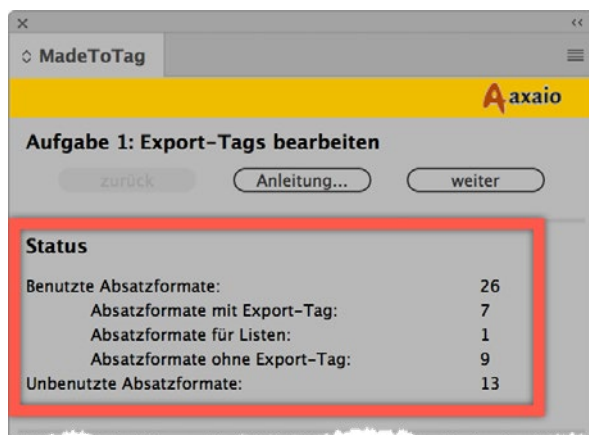 MadeToTag
axaio
Aufgabe 1: Export-Tags bearbeiten
zurück Anleitung... weiter
Status
Benutzte Absatzformate: 26
Absatzformate mit Export-Tag: 7
Absatzformate für Listen: 1
Absatzformate ohne Export-Tag: 9
Unbenutzte Absatzformate: 13